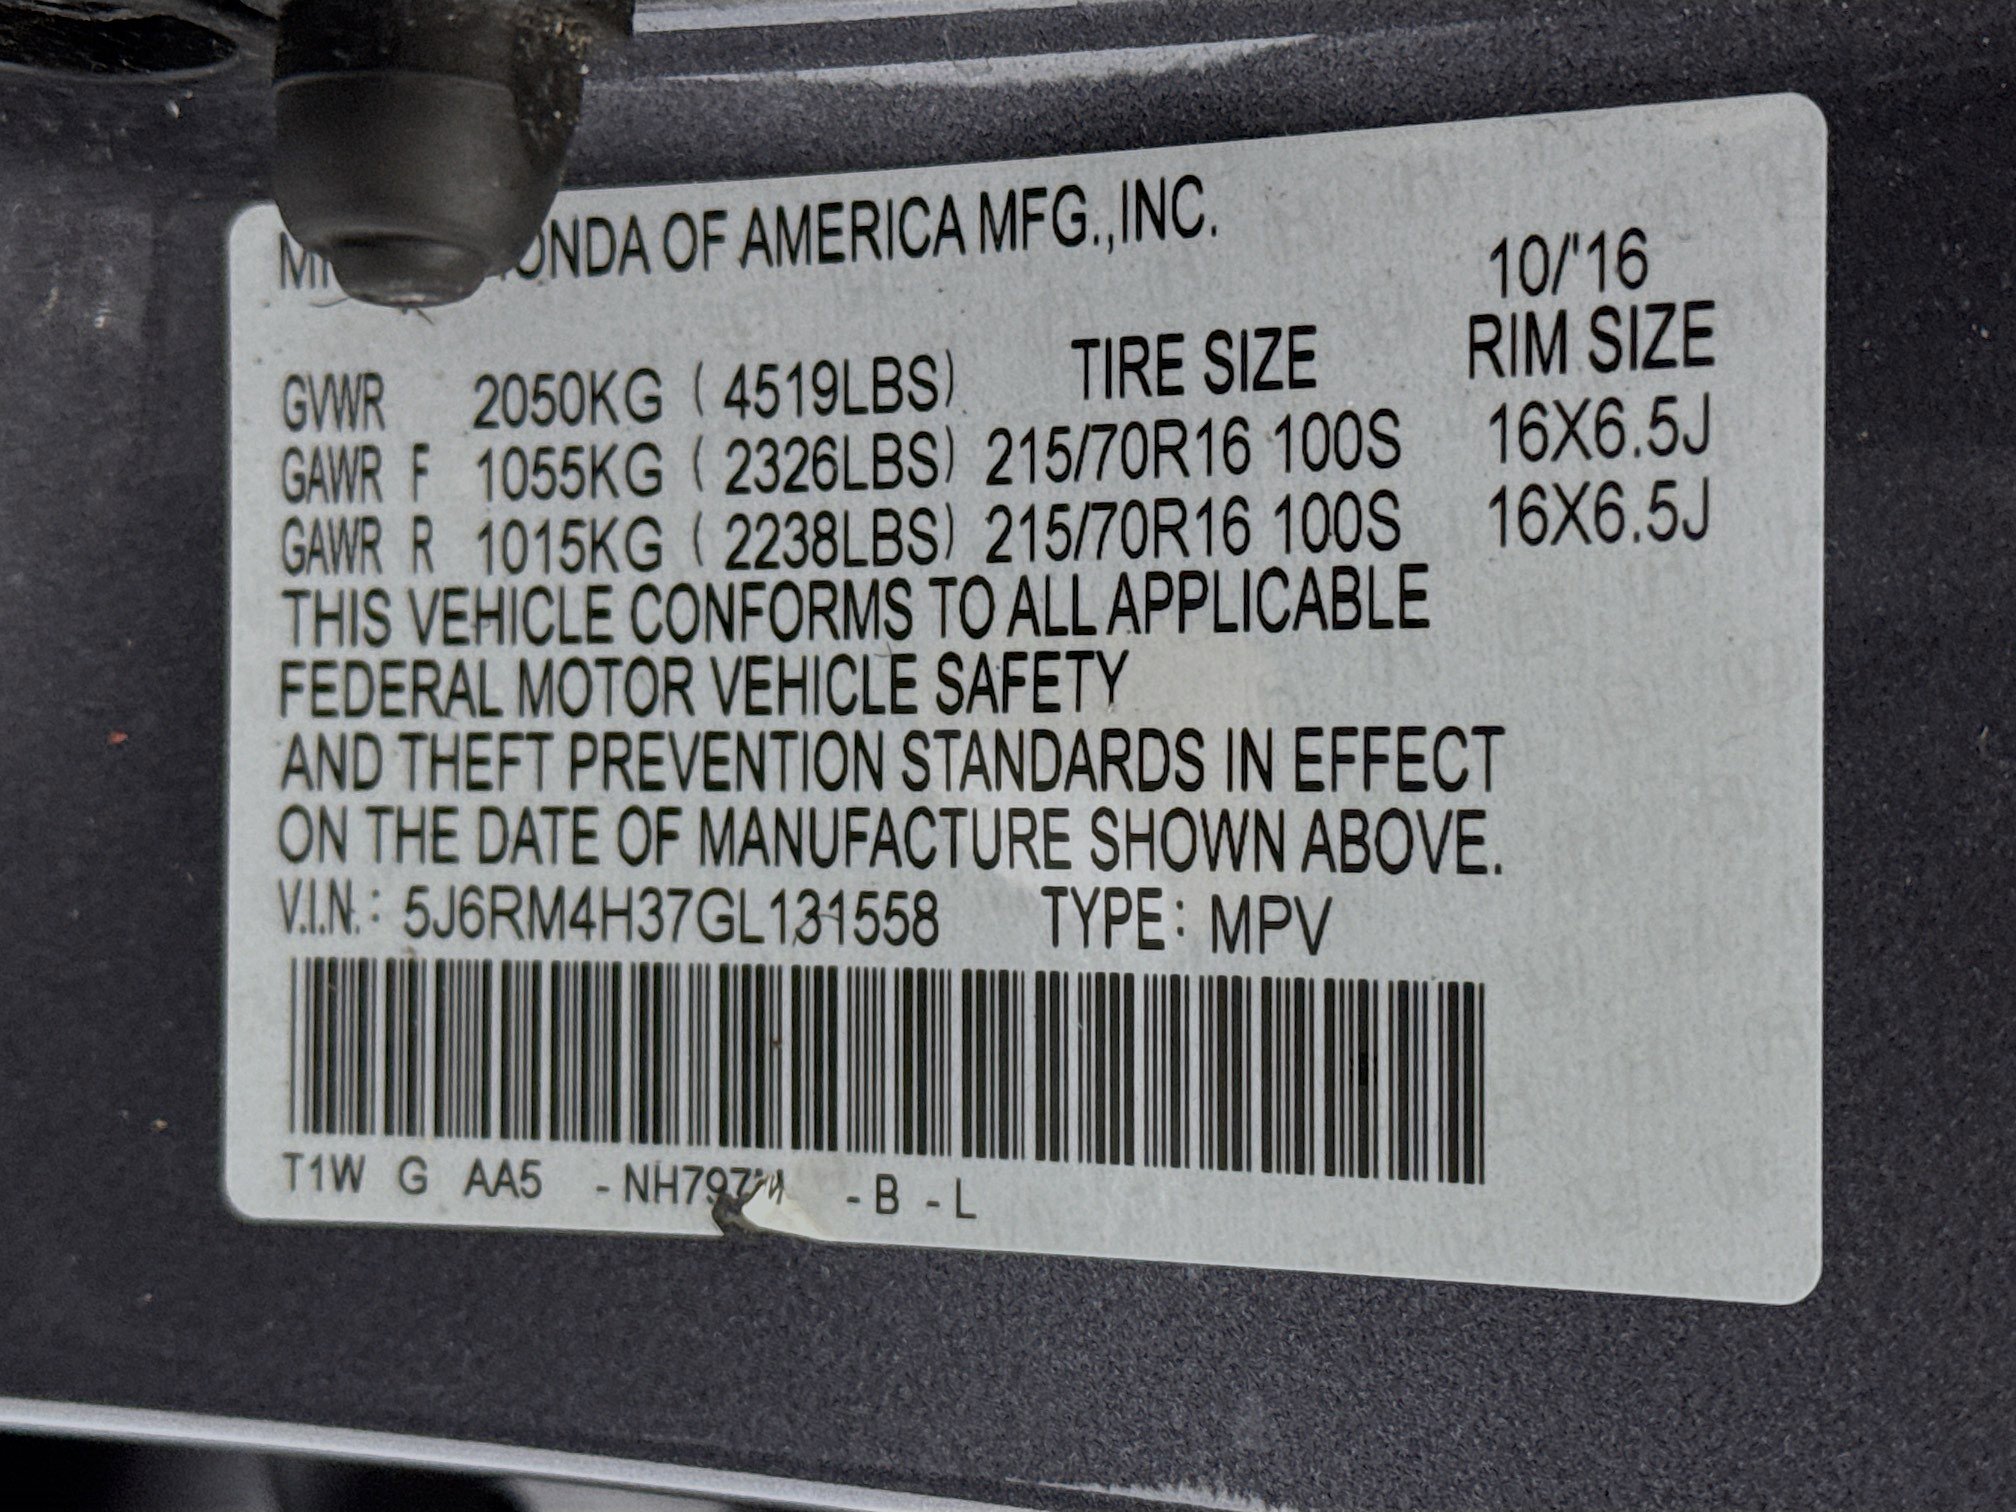 HONDA OF AMERICA MFG.,INC.
10/'16
GVWR 2050KG ( 4519LBS) TIRE SIZE RIM SIZE
GAWR F 1055KG ( 2326LBS) 215/70R16 100S 16X6.5J
GAWR R 1015KG ( 2238LBS) 215/70R16 100S 16X6.5J
THIS VEHICLE CONFORMS TO ALL APPLICABLE
FEDERAL MOTOR VEHICLE SAFETY
AND THEFT PREVENTION STANDARDS IN EFFECT
ON THE DATE OF MANUFACTURE SHOWN ABOVE.
V.I.N.: 5J6RM4H37GL131558 TYPE: MPV
T1W G AA5 - B - L